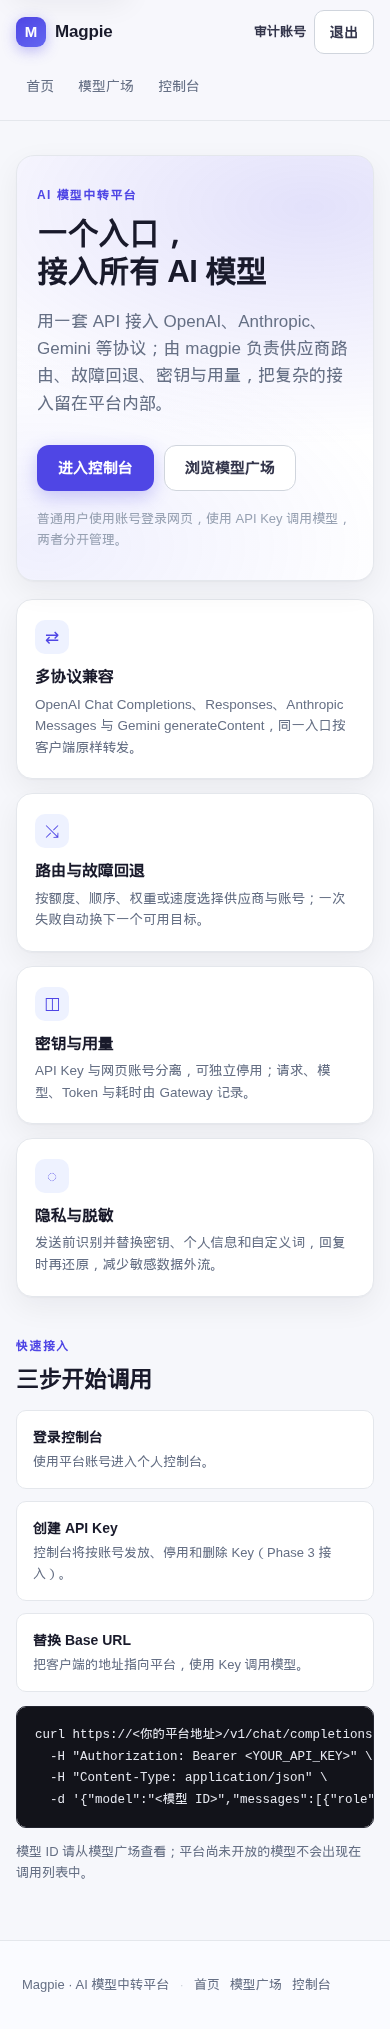 M Magpie 审计账号 退出
首页 模型广场 控制台
AI 模型中转平台
一个入口，
接入所有 AI 模型
用一套 API 接入 OpenAI、Anthropic、
Gemini 等协议；由 magpie 负责供应商路
由、故障回退、密钥与用量，把复杂的接
入留在平台内部。
进入控制台 浏览模型广场
普通用户使用账号登录网页，使用 API Key 调用模型，
两者分开管理。
多协议兼容
OpenAI Chat Completions、Responses、Anthropic
Messages 与 Gemini generateContent，同一入口按
客户端原样转发。
路由与故障回退
按额度、顺序、权重或速度选择供应商与账号；一次
失败自动换下一个可用目标。
密钥与用量
API Key 与网页账号分离，可独立停用；请求、模
型、Token 与耗时由 Gateway 记录。
隐私与脱敏
发送前识别并替换密钥、个人信息和自定义词，回复
时再还原，减少敏感数据外流。
快速接入
三步开始调用
登录控制台
使用平台账号进入个人控制台。
创建 API Key
控制台将按账号发放、停用和删除 Key（Phase 3 接
入）。
替换 Base URL
把客户端的地址指向平台，使用 Key 调用模型。
curl https://<你的平台地址>/v1/chat/completions
-H "Authorization: Bearer <YOUR_API_KEY>" \
-H "Content-Type: application/json" \
-d '{"model":"<模型 ID>","messages":[{"role"
模型 ID 请从模型广场查看；平台尚未开放的模型不会出现在
调用列表中。
Magpie · AI 模型中转平台 · 首页 模型广场 控制台